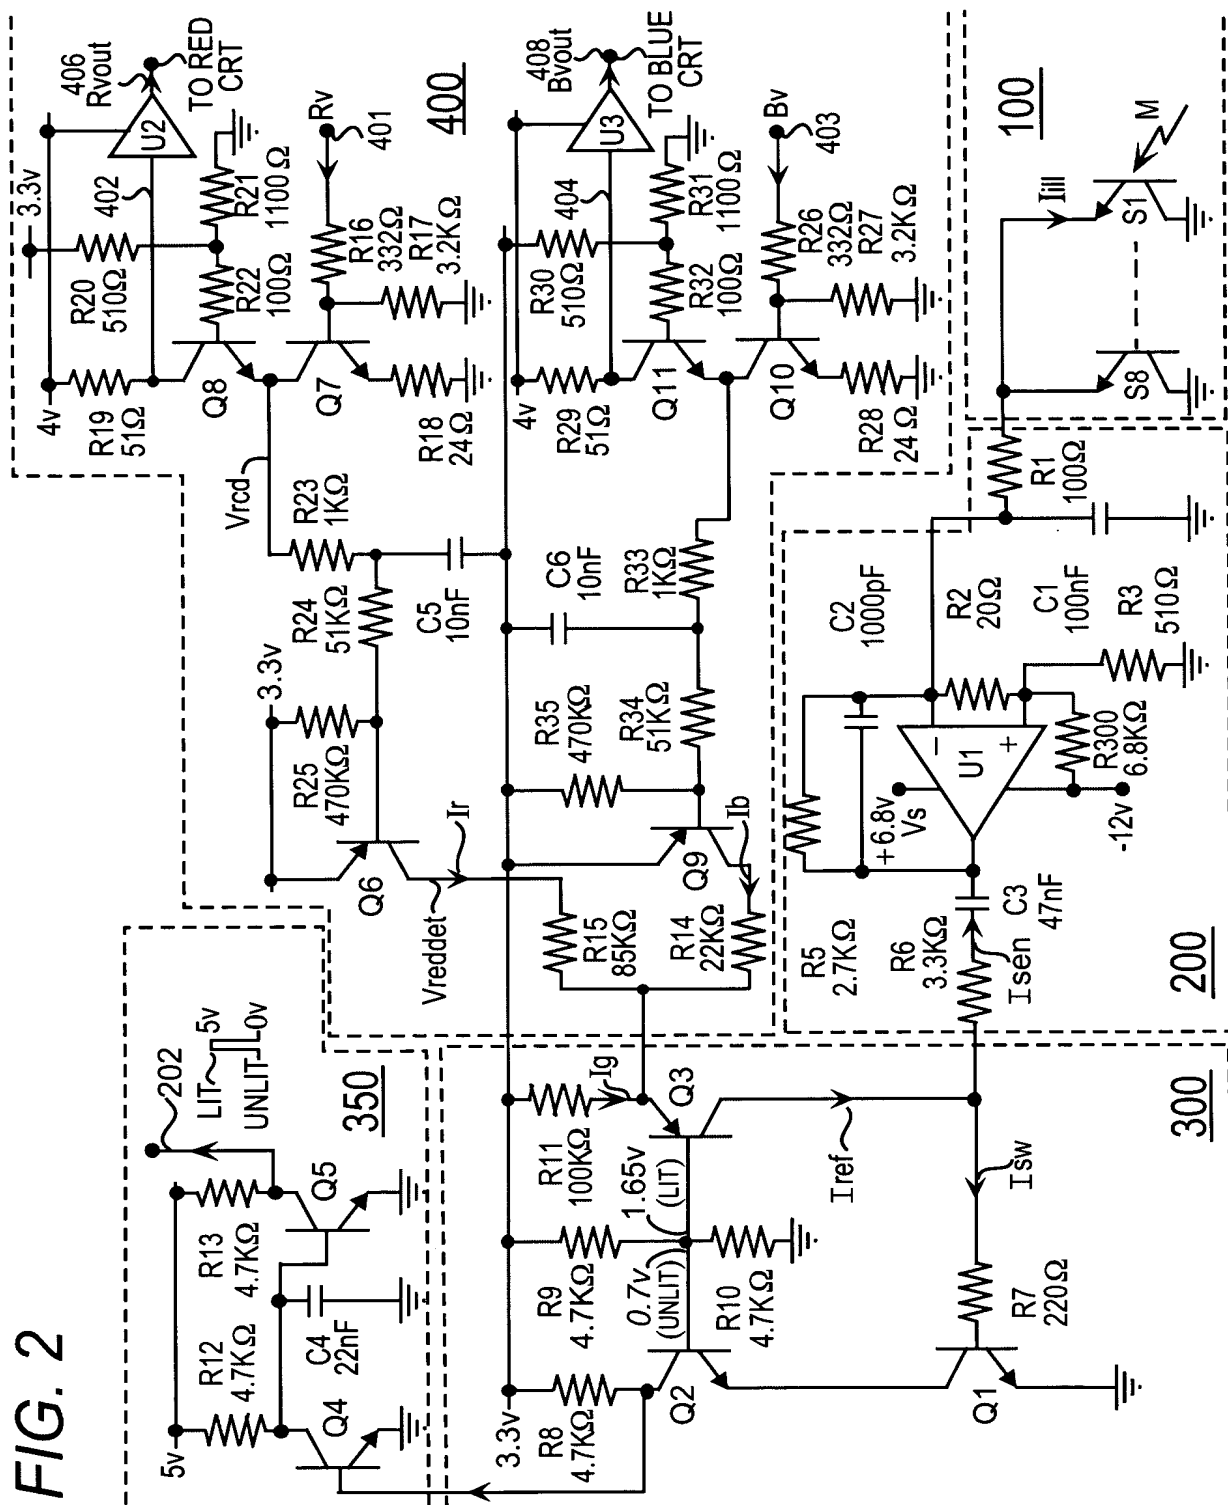 FIG. 2
5v
R12
4.7KΩ
R13
4.7KΩ
202
LIT
5v
UNLIT
0v
Q4
C4
22nF
Q5
350
3.3v
R8
4.7KΩ
R9
4.7KΩ
R11
100KΩ
Ig
0.7v
(UNLIT)
1.65v
(LIT)
R10
4.7KΩ
Q2
Q3
Iref
Isw
R7
220Ω
Q1
300
3.3v
R25
470KΩ
R24
51KΩ
R23
1KΩ
Vrcd
Q6
Vreddet
Ir
C5
10nF
R15
85KΩ
R14
22KΩ
Ib
Q9
R35
470KΩ
R34
51KΩ
C6
10nF
R33
1KΩ
4v
R19
51Ω
R20
510Ω
3.3v
402
U2
406
Rvout
TO RED
CRT
Q8
R22
100Ω
R21
1100Ω
Q7
R18
24Ω
R16
332Ω
R17
3.2KΩ
Rv
401
400
4v
R29
51Ω
R30
510Ω
404
U3
408
Bvout
TO BLUE
CRT
Q11
R32
100Ω
R31
1100Ω
Q10
R28
24Ω
R26
332Ω
R27
3.2KΩ
Bv
403
R5
2.7KΩ
R6
3.3KΩ
Isen
C3
47nF
+6.8v
Vs
U1
-
+
-12v
R300
6.8KΩ
C2
1000pF
R2
20Ω
C1
100nF
R3
510Ω
R1
100Ω
200
Iill
S8
S1
M
100